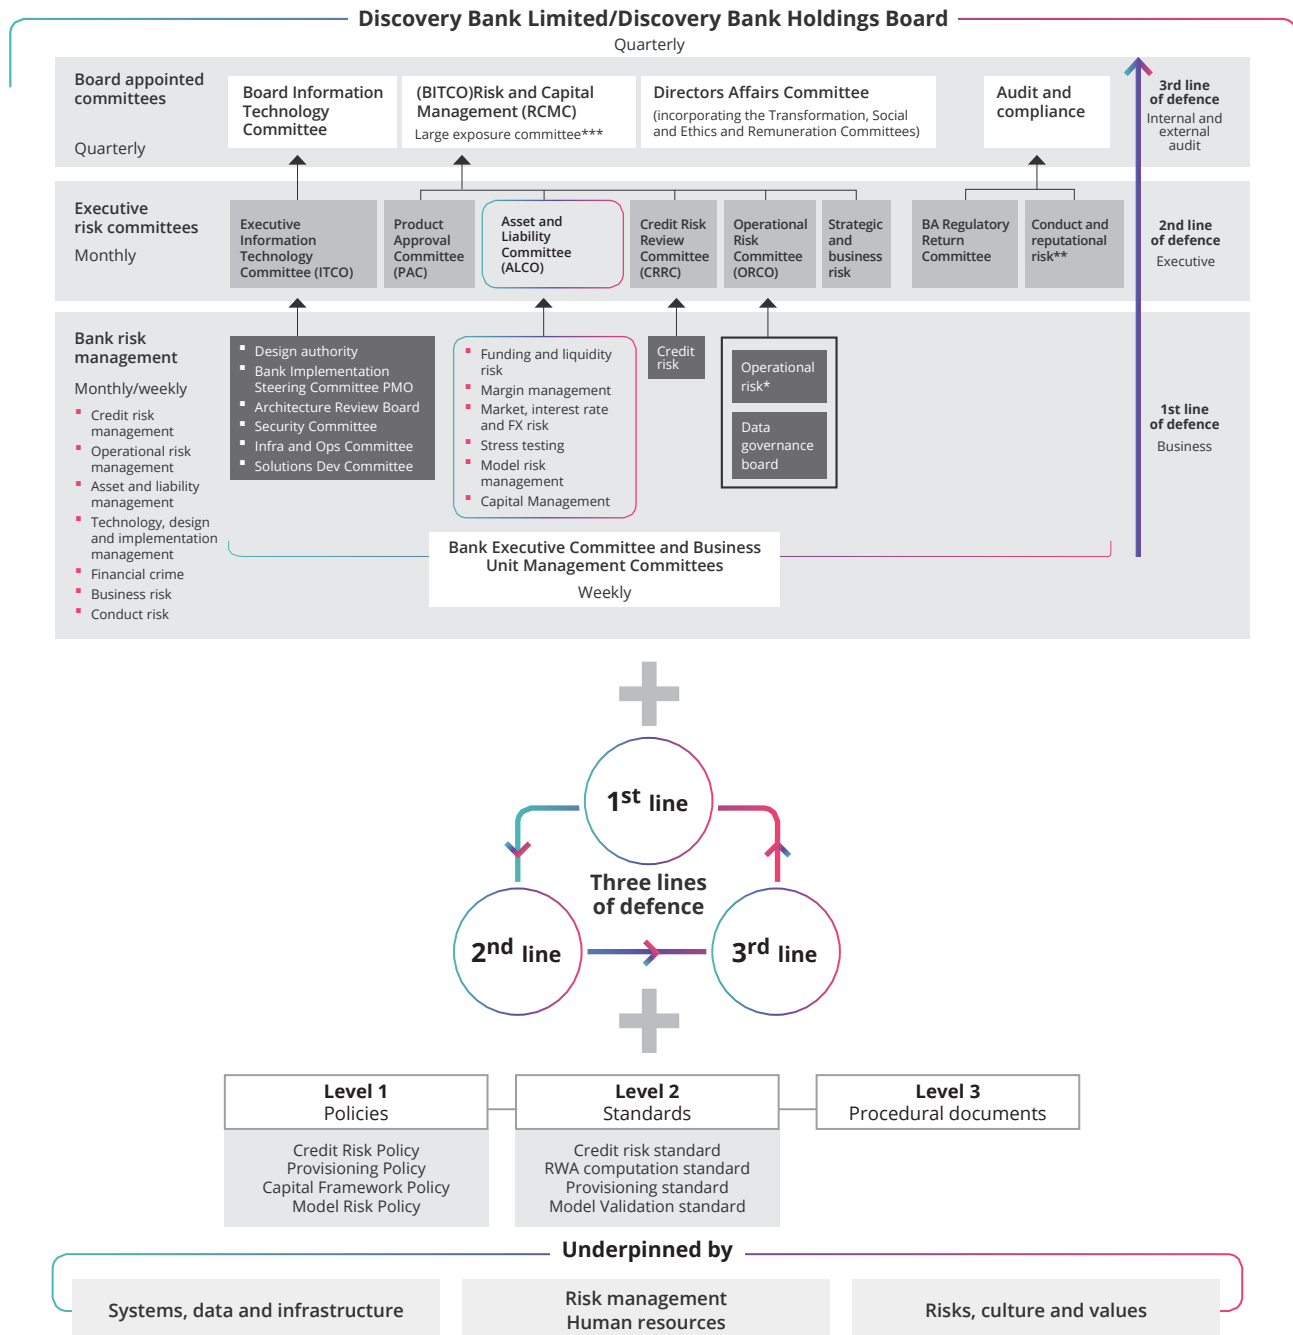 Discovery Bank Limited/Discovery Bank Holdings Board
Quarterly
Board appointed
committees
Quarterly
Board Information
Technology
Committee
(BITCO)Risk and Capital
Management (RCMC)
Large exposure committee***
Directors Affairs Committee
(incorporating the Transformation, Social
and Ethics and Remuneration Committees)
Audit and
compliance
3rd line
of defence
Internal and
external
audit
Executive
risk committees
Monthly
Executive
Information
Technology
Committee (ITCO)
Product
Approval
Committee
(PAC)
Asset and
Liability
Committee
(ALCO)
Credit Risk
Review
Committee
(CRRC)
Operational
Risk
Committee
(ORCO)
Strategic
and
business
risk
BA Regulatory
Return
Committee
Conduct and
reputational
risk**
2nd line
of defence
Executive
Bank risk
management
Monthly/weekly
Credit risk
management
Operational risk
management
Asset and liability
management
Technology, design
and implementation
management
Financial crime
Business risk
Conduct risk
Design authority
Bank Implementation
Steering Committee PMO
Architecture Review Board
Security Committee
Infra and Ops Committee
Solutions Dev Committee
Funding and liquidity
risk
Margin management
Market, interest rate
and FX risk
Stress testing
Model risk
management
Capital Management
Credit
risk
Operational
risk*
Data
governance
board
1st line
of defence
Business
Bank Executive Committee and Business
Unit Management Committees
Weekly
1st line
Three lines
of defence
2nd line
3rd line
Level 1
Policies
Credit Risk Policy
Provisioning Policy
Capital Framework Policy
Model Risk Policy
Level 2
Standards
Credit risk standard
RWA computation standard
Provisioning standard
Model Validation standard
Level 3
Procedural documents
Underpinned by
Systems, data and infrastructure
Risk management
Human resources
Risks, culture and values